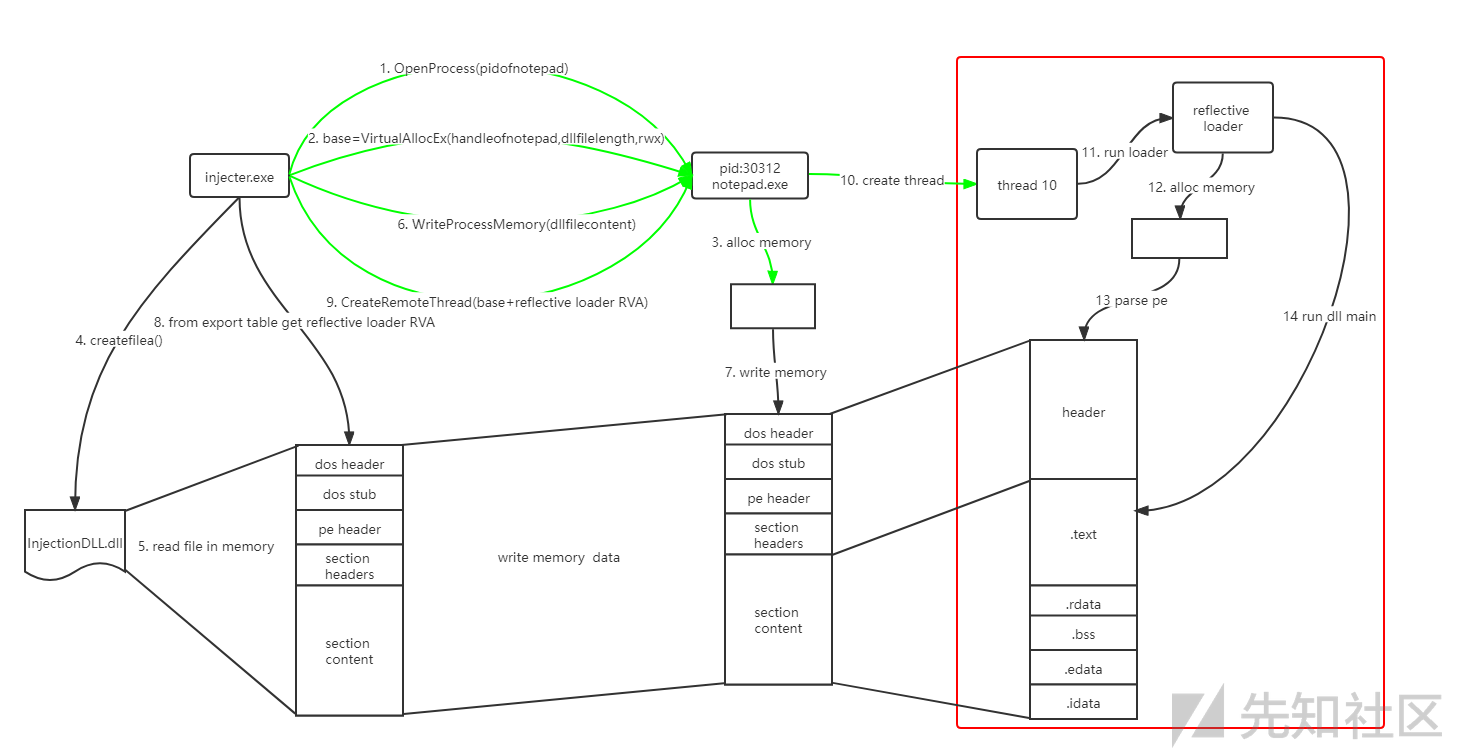 1. OpenProcess(pidofnotepad)
2. base=VirtualAllocEx(handleofnotepad,dllfilelength,rwx)
injecter.exe
pid:30312
notepad.exe
6. WriteProcessMemory(dllfilecontent)
3. alloc memory
9. CreateRemoteThread(base+reflective loader RVA)
8. from export table get reflective loader RVA
4. createfilea()
7. write memory
10. create thread
thread 10
11. run loader
reflective
loader
12. alloc memory
13 parse pe
14 run dll main
InjectionDLL.dll
5. read file in memory
dos header
dos stub
pe header
section
headers
section
content
write memory  data
dos header
dos stub
pe header
section
headers
section
content
header
.text
.rdata
.bss
.edata
.idata
先知社区